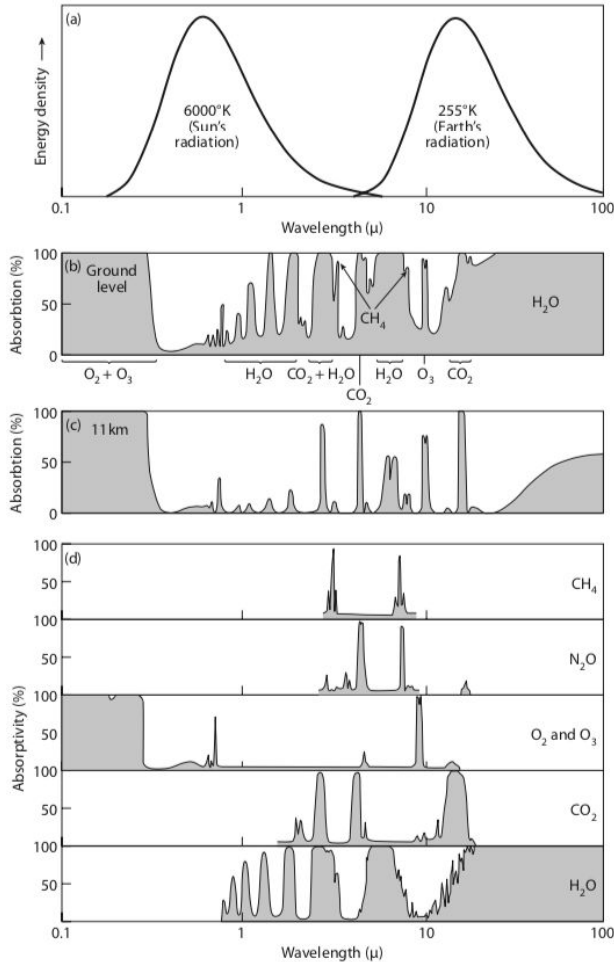 (a)
Energy density →
6000°K
(Sun's
radiation)
255°K
(Earth's
radiation)
0.1 1 10 100
Wavelength (μ)
(b)
Ground
level
Absorbtion (%)
100
50
0
CH₄
H₂O
O₂ + O₃
H₂O
CO₂ + H₂O
CO₂
H₂O
O₃
CO₂
(c)
11km
Absorbtion (%)
100
50
0
(d)
Absorptivity (%)
100
50
CH₄
100
50
N₂O
100
50
O₂ and O₃
100
50
CO₂
100
50
H₂O
0.1 1 10 100
Wavelength (μ)